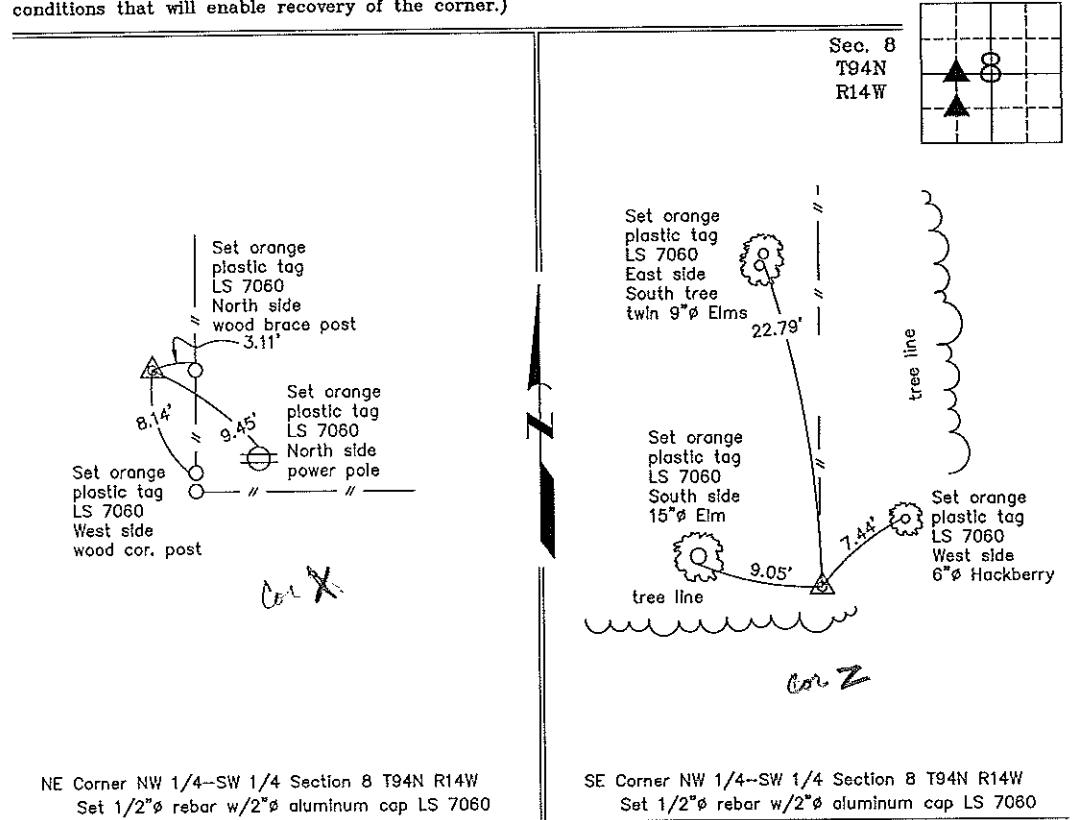 conditions that will enable recovery of the corner.)
Sec. 8
T94N
R14W
8
Set orange
plastic tag
LS 7060
North side
wood brace post
3.11'
8.14'
9.45'
Set orange
plastic tag
LS 7060
North side
power pole
Set orange
plastic tag
LS 7060
West side
wood cor. post
Cor X
NE Corner NW 1/4-SW 1/4 Section 8 T94N R14W
Set 1/2"ø rebar w/2"ø aluminum cap LS 7060
N
Set orange
plastic tag
LS 7060
East side
South tree
twin 9"ø Elms
22.79'
tree line
Set orange
plastic tag
LS 7060
South side
15"ø Elm
9.05'
7.44'
Set orange
plastic tag
LS 7060
West side
6"ø Hackberry
tree line
Cor Z
SE Corner NW 1/4-SW 1/4 Section 8 T94N R14W
Set 1/2"ø rebar w/2"ø aluminum cap LS 7060